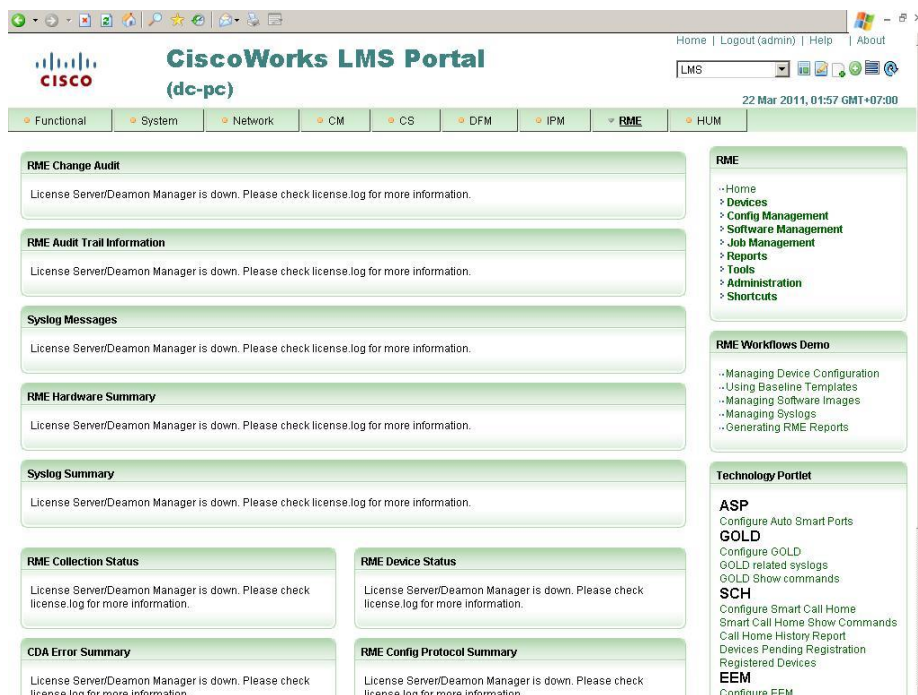 Home | Logout (admin) | Help | About
CISCO
CiscoWorks LMS Portal
(dc-pc)
LMS
22 Mar 2011, 01:57 GMT+07:00
Functional
System
Network
CM
CS
DFM
IPM
RME
HUM
RME Change Audit
License Server/Deamon Manager is down. Please check license.log for more information.
RME Audit Trail Information
License Server/Deamon Manager is down. Please check license.log for more information.
Syslog Messages
License Server/Deamon Manager is down. Please check license.log for more information.
RME Hardware Summary
License Server/Deamon Manager is down. Please check license.log for more information.
Syslog Summary
License Server/Deamon Manager is down. Please check license.log for more information.
RME Collection Status
License Server/Deamon Manager is down. Please check
license.log for more information.
RME Device Status
License Server/Deamon Manager is down. Please check
license.log for more information.
CDA Error Summary
License Server/Deamon Manager is down. Please check
license.log for more information.
RME Config Protocol Summary
License Server/Deamon Manager is down. Please check
license.log for more information.
RME
Home
Devices
Config Management
Software Management
Job Management
Reports
Tools
Administration
Shortcuts
RME Workflows Demo
Managing Device Configuration
Using Baseline Templates
Managing Software Images
Managing Syslogs
Generating RME Reports
Technology Portlet
ASP
Configure Auto Smart Ports
GOLD
Configure GOLD
GOLD related syslogs
GOLD Show commands
SCH
Configure Smart Call Home
Smart Call Home Show Commands
Call Home History Report
Devices Pending Registration
Registered Devices
EEM
Configure EEM